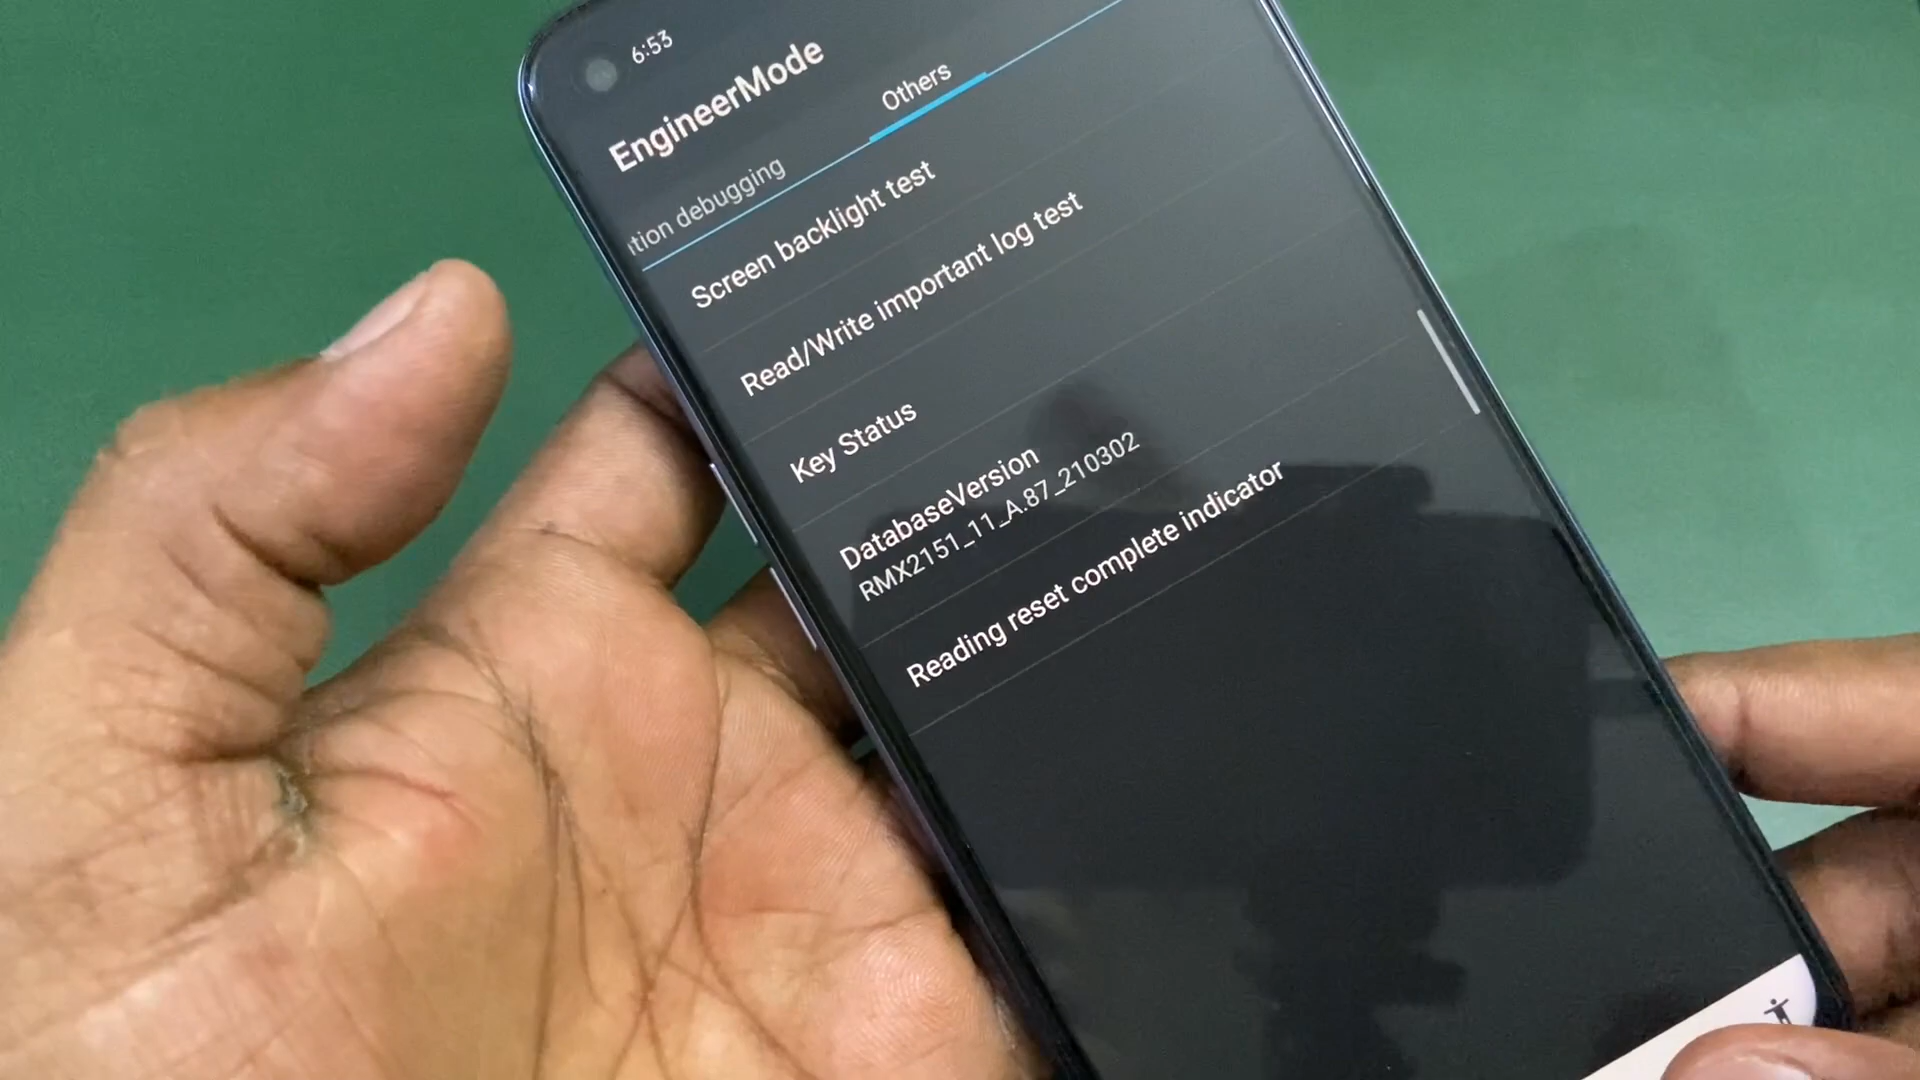 6:53
EngineerMode
tion debugging
Others
Screen backlight test
Read/Write important log test
Key Status
DatabaseVersion
RMX2151_11_A.87_210302
Reading reset complete indicator